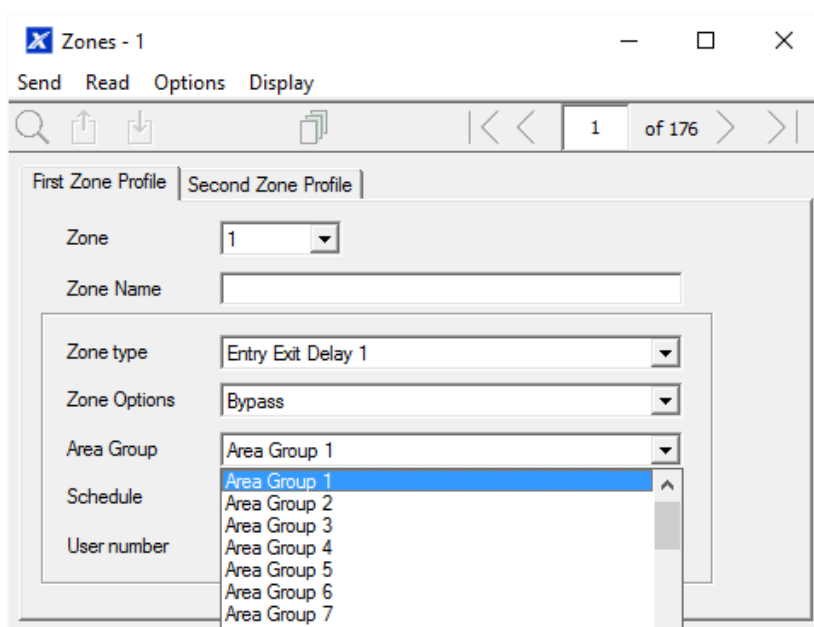 Zones - 1
Send Read Options Display
1 of 176
First Zone Profile Second Zone Profile
Zone 1
Zone Name
Zone type Entry Exit Delay 1
Zone Options Bypass
Area Group Area Group 1
Area Group 1
Schedule
Area Group 2
Area Group 3
User number
Area Group 4
Area Group 5
Area Group 6
Area Group 7